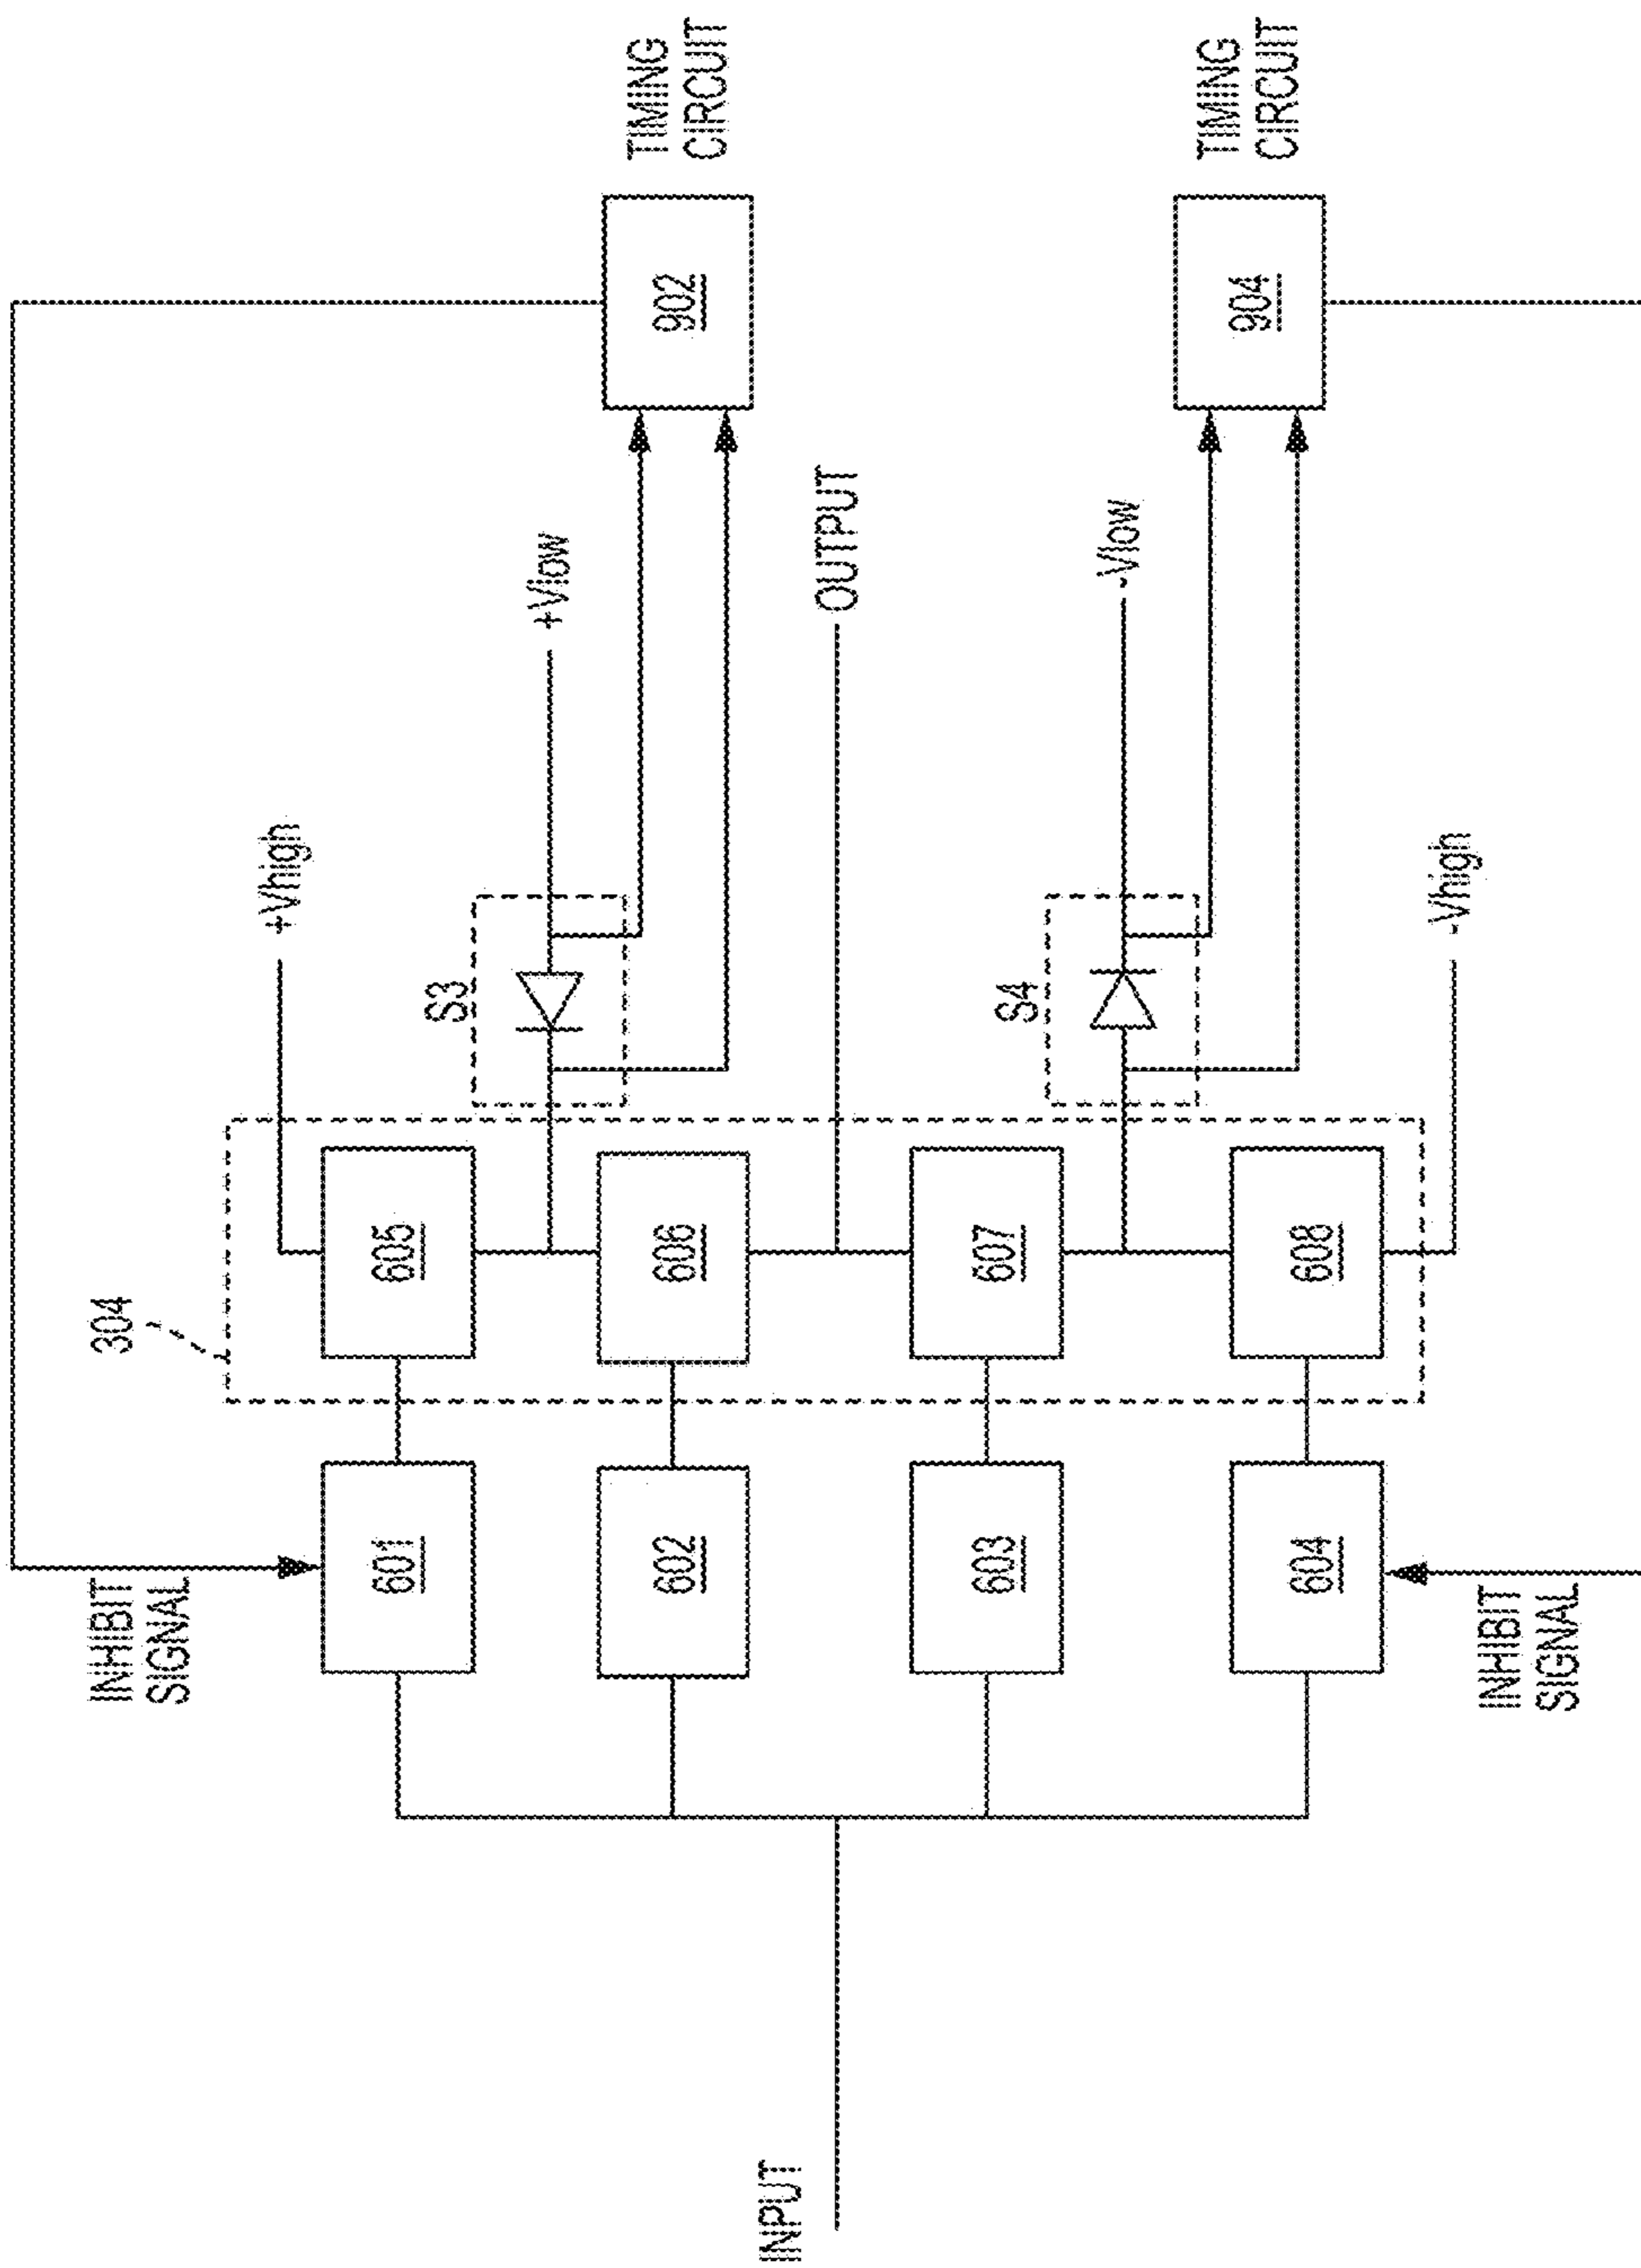 INHIBIT
SIGNAL
304
+Vhigh
S3
+Vlow
TIMING
CIRCUIT
601
605
902
602
606
INPUT
OUTPUT
603
607
S4
-Vlow
TIMING
CIRCUIT
904
604
608
-Vhigh
INHIBIT
SIGNAL